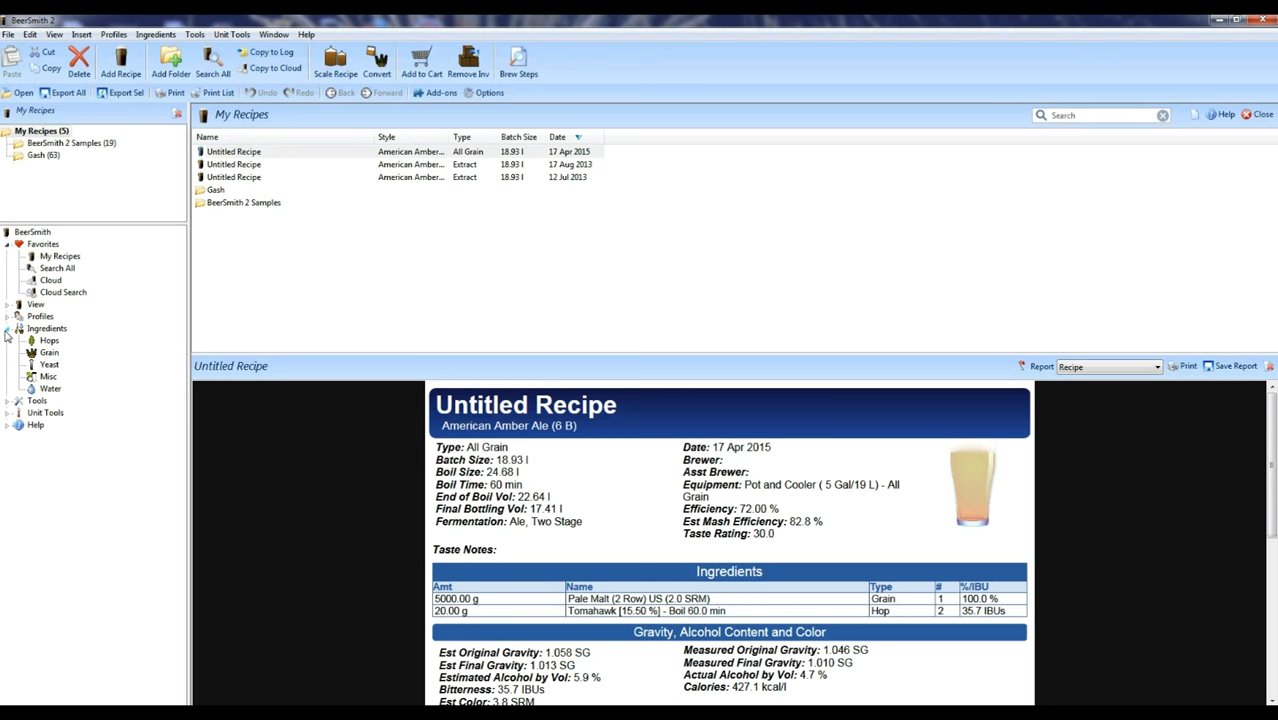 BeerSmith 2
File Edit View Insert Profiles Ingredients Tools Unit Tools Window Help
Paste Cut Copy Delete Add Recipe Add Folder Search All Copy to Log Copy to Cloud Scale Recipe Convert Add to Cart Remove Inv Brew Steps
Open Export All Export Sel Print Print List Undo Redo Back Forward Add-ons Options
My Recipes
My Recipes (5)
BeerSmith 2 Samples (19)
Gash (63)
BeerSmith
Favorites
My Recipes
Search All
Cloud
Cloud Search
View
Profiles
Ingredients
Hops
Grain
Yeast
Misc
Water
Tools
Unit Tools
Help
My Recipes Search Help Close
Name Style Type Batch Size Date
Untitled Recipe American Amber... All Grain 18.93 l 17 Apr 2015
Untitled Recipe American Amber... Extract 18.93 l 17 Aug 2013
Untitled Recipe American Amber... Extract 18.93 l 12 Jul 2013
Gash
BeerSmith 2 Samples
Untitled Recipe Report Recipe Print Save Report
Untitled Recipe
American Amber Ale (6 B)
Type: All Grain
Batch Size: 18.93 l
Boil Size: 24.68 l
Boil Time: 60 min
End of Boil Vol: 22.64 l
Final Bottling Vol: 17.41 l
Fermentation: Ale, Two Stage
Date: 17 Apr 2015
Brewer:
Asst Brewer:
Equipment: Pot and Cooler ( 5 Gal/19 L) - All
Grain
Efficiency: 72.00 %
Est Mash Efficiency: 82.8 %
Taste Rating: 30.0
Taste Notes:
Ingredients
Amt Name Type # %/IBU
5000.00 g Pale Malt (2 Row) US (2.0 SRM) Grain 1 100.0 %
20.00 g Tomahawk [15.50 %] - Boil 60.0 min Hop 2 35.7 IBUs
Gravity, Alcohol Content and Color
Est Original Gravity: 1.058 SG
Est Final Gravity: 1.013 SG
Estimated Alcohol by Vol: 5.9 %
Bitterness: 35.7 IBUs
Est Color: 3.8 SRM
Measured Original Gravity: 1.046 SG
Measured Final Gravity: 1.010 SG
Actual Alcohol by Vol: 4.7 %
Calories: 427.1 kcal/l